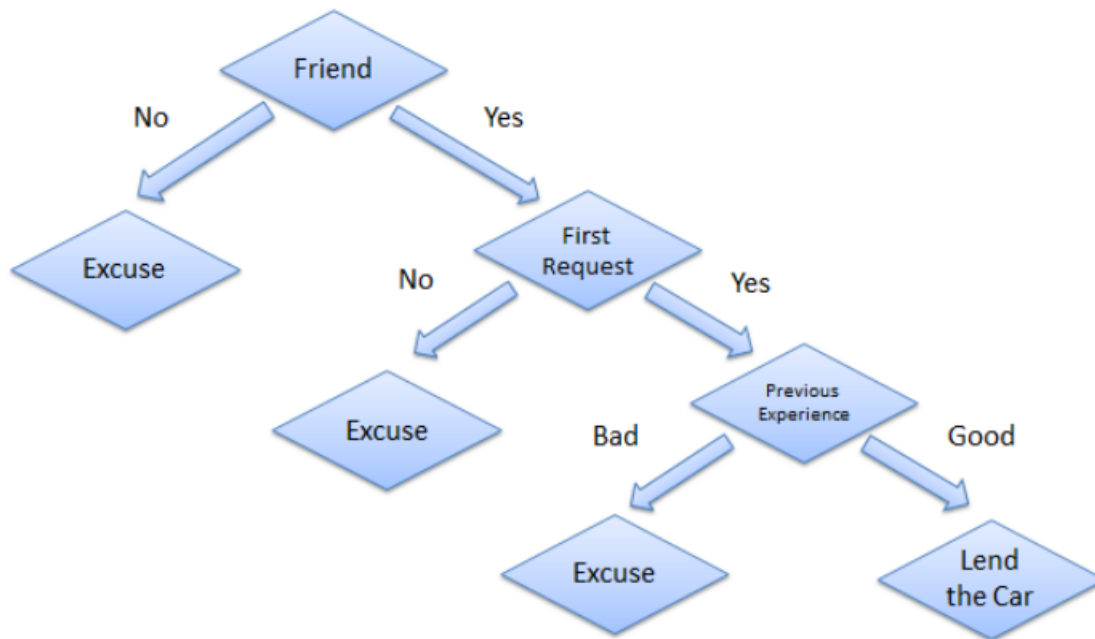 Friend
No
Yes
Excuse
First
Request
No
Yes
Excuse
Previous
Experience
Bad
Good
Excuse
Lend
the Car